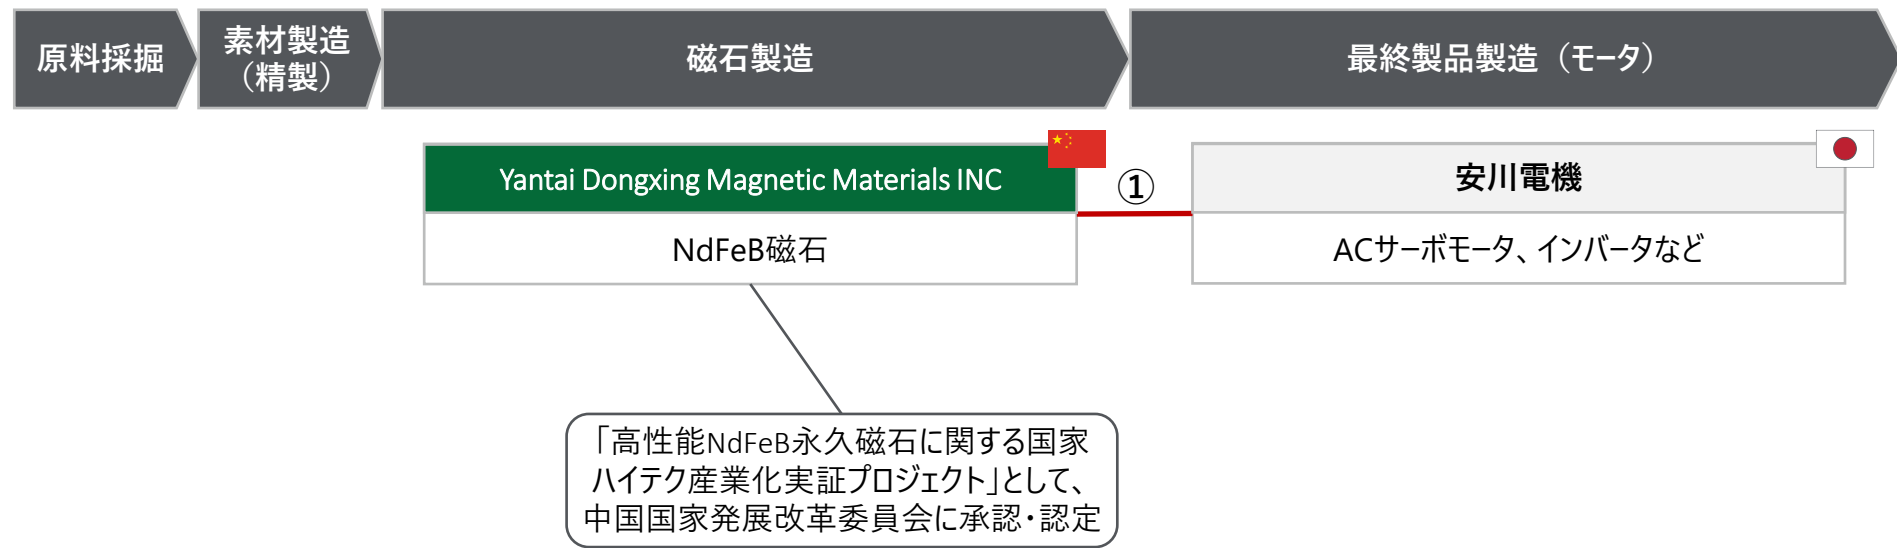 原料採掘
素材製造
（精製）
磁石製造
最終製品製造（モータ）
Yantai Dongxing Magnetic Materials INC
①
安川電機
NdFeB磁石
ACサーボモータ、インバータなど
「高性能NdFeB永久磁石に関する国家
ハイテク産業化実証プロジェクト」として、
中国国家発展改革委員会に承認・認定